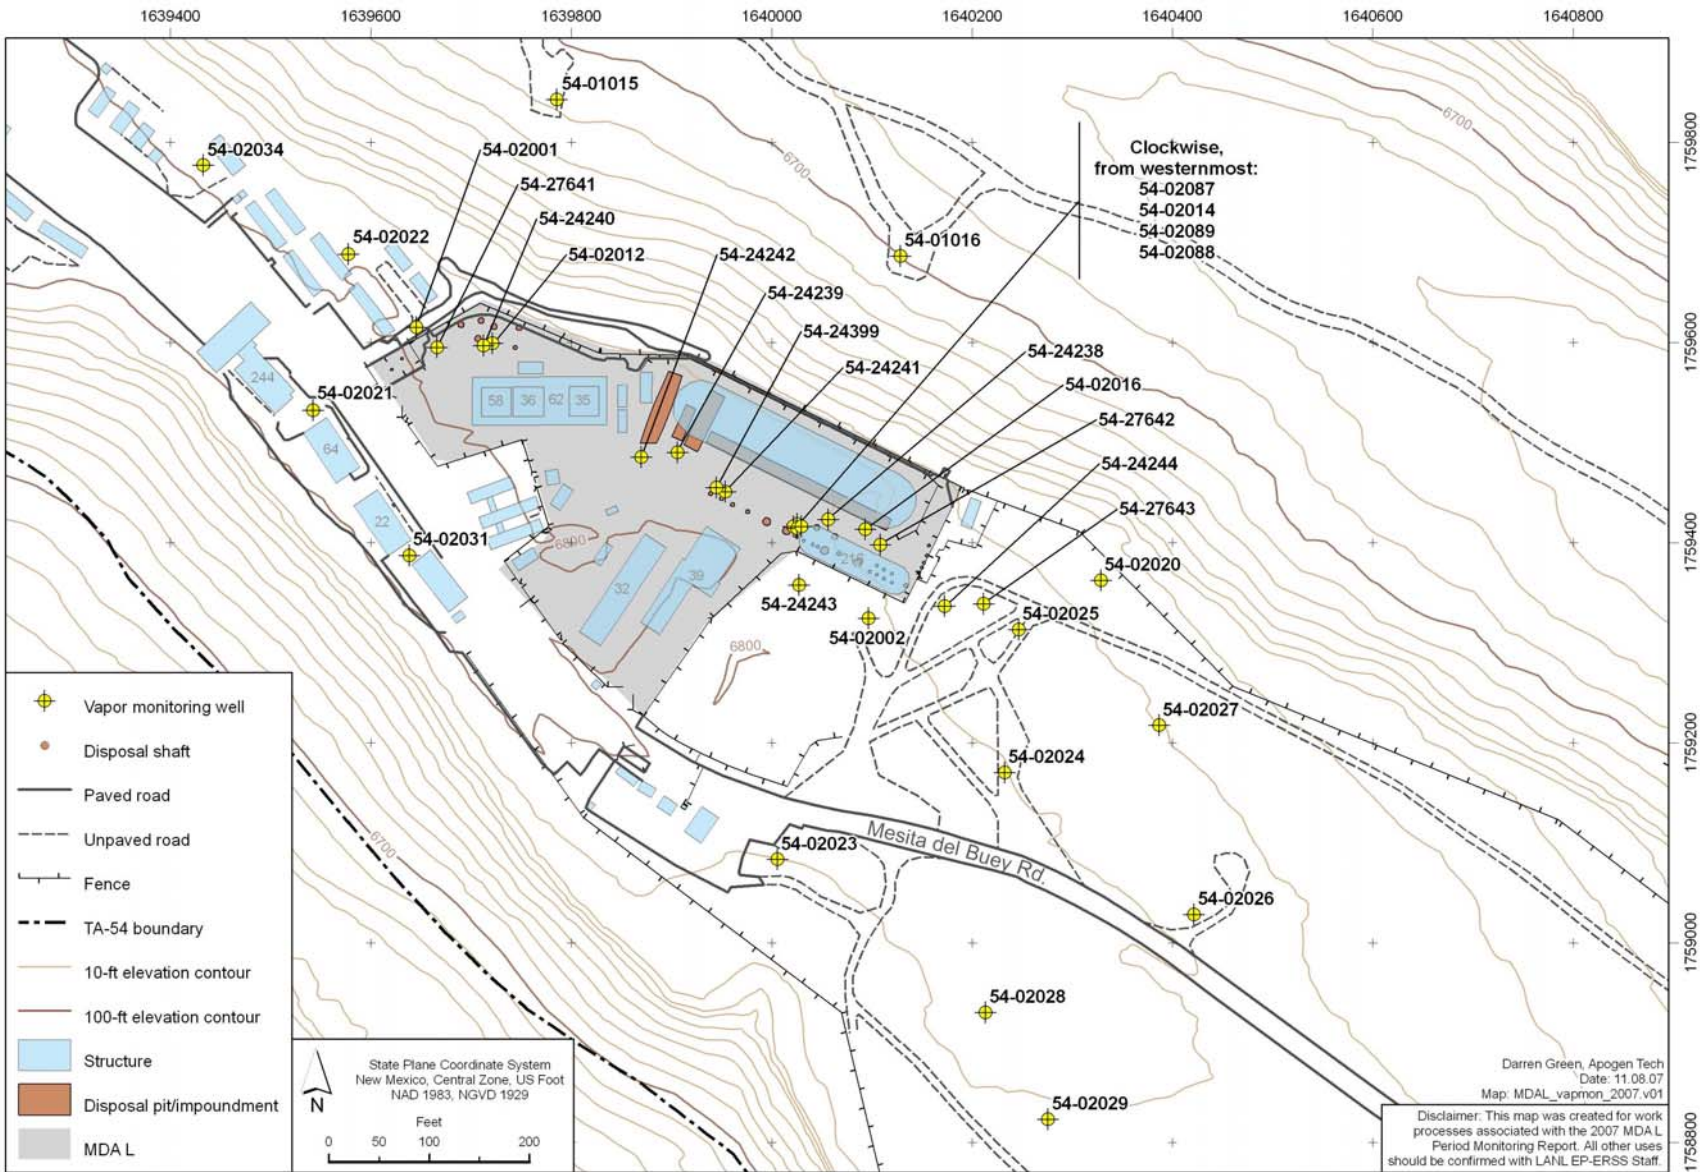 1639400
1639600
1639800
1640000
1640200
1640400
1640600
1640800
1759800
1759600
1759400
1759200
1759000
1758800
54-01015
6700
6700
Clockwise,
from westernmost:
54-02087
54-02014
54-02089
54-02088
54-02034
54-02001
54-27641
54-24240
54-02012
54-02022
54-01016
54-24242
54-24239
54-24399
54-24241
54-24238
54-02016
54-27642
54-24244
54-27643
244
58
36
62
35
54-02021
64
22
54-02031
6800
32
39
215
54-02020
54-24243
54-02002
54-02025
6800
54-02027
54-02024
Mesita del Buey Rd.
54-02023
54-02026
54-02028
54-02029
6700
Vapor monitoring well
Disposal shaft
Paved road
Unpaved road
Fence
TA-54 boundary
10-ft elevation contour
100-ft elevation contour
Structure
Disposal pit/impoundment
MDA L
N
State Plane Coordinate System
New Mexico, Central Zone, US Foot
NAD 1983, NGVD 1929
Feet
0 50 100 200
Darren Green, Apogen Tech
Date: 11.08.07
Map: MDAL_vapmon_2007.v01
Disclaimer: This map was created for work
processes associated with the 2007 MDA L
Period Monitoring Report. All other uses
should be confirmed with LANL EP-ERSS Staff.